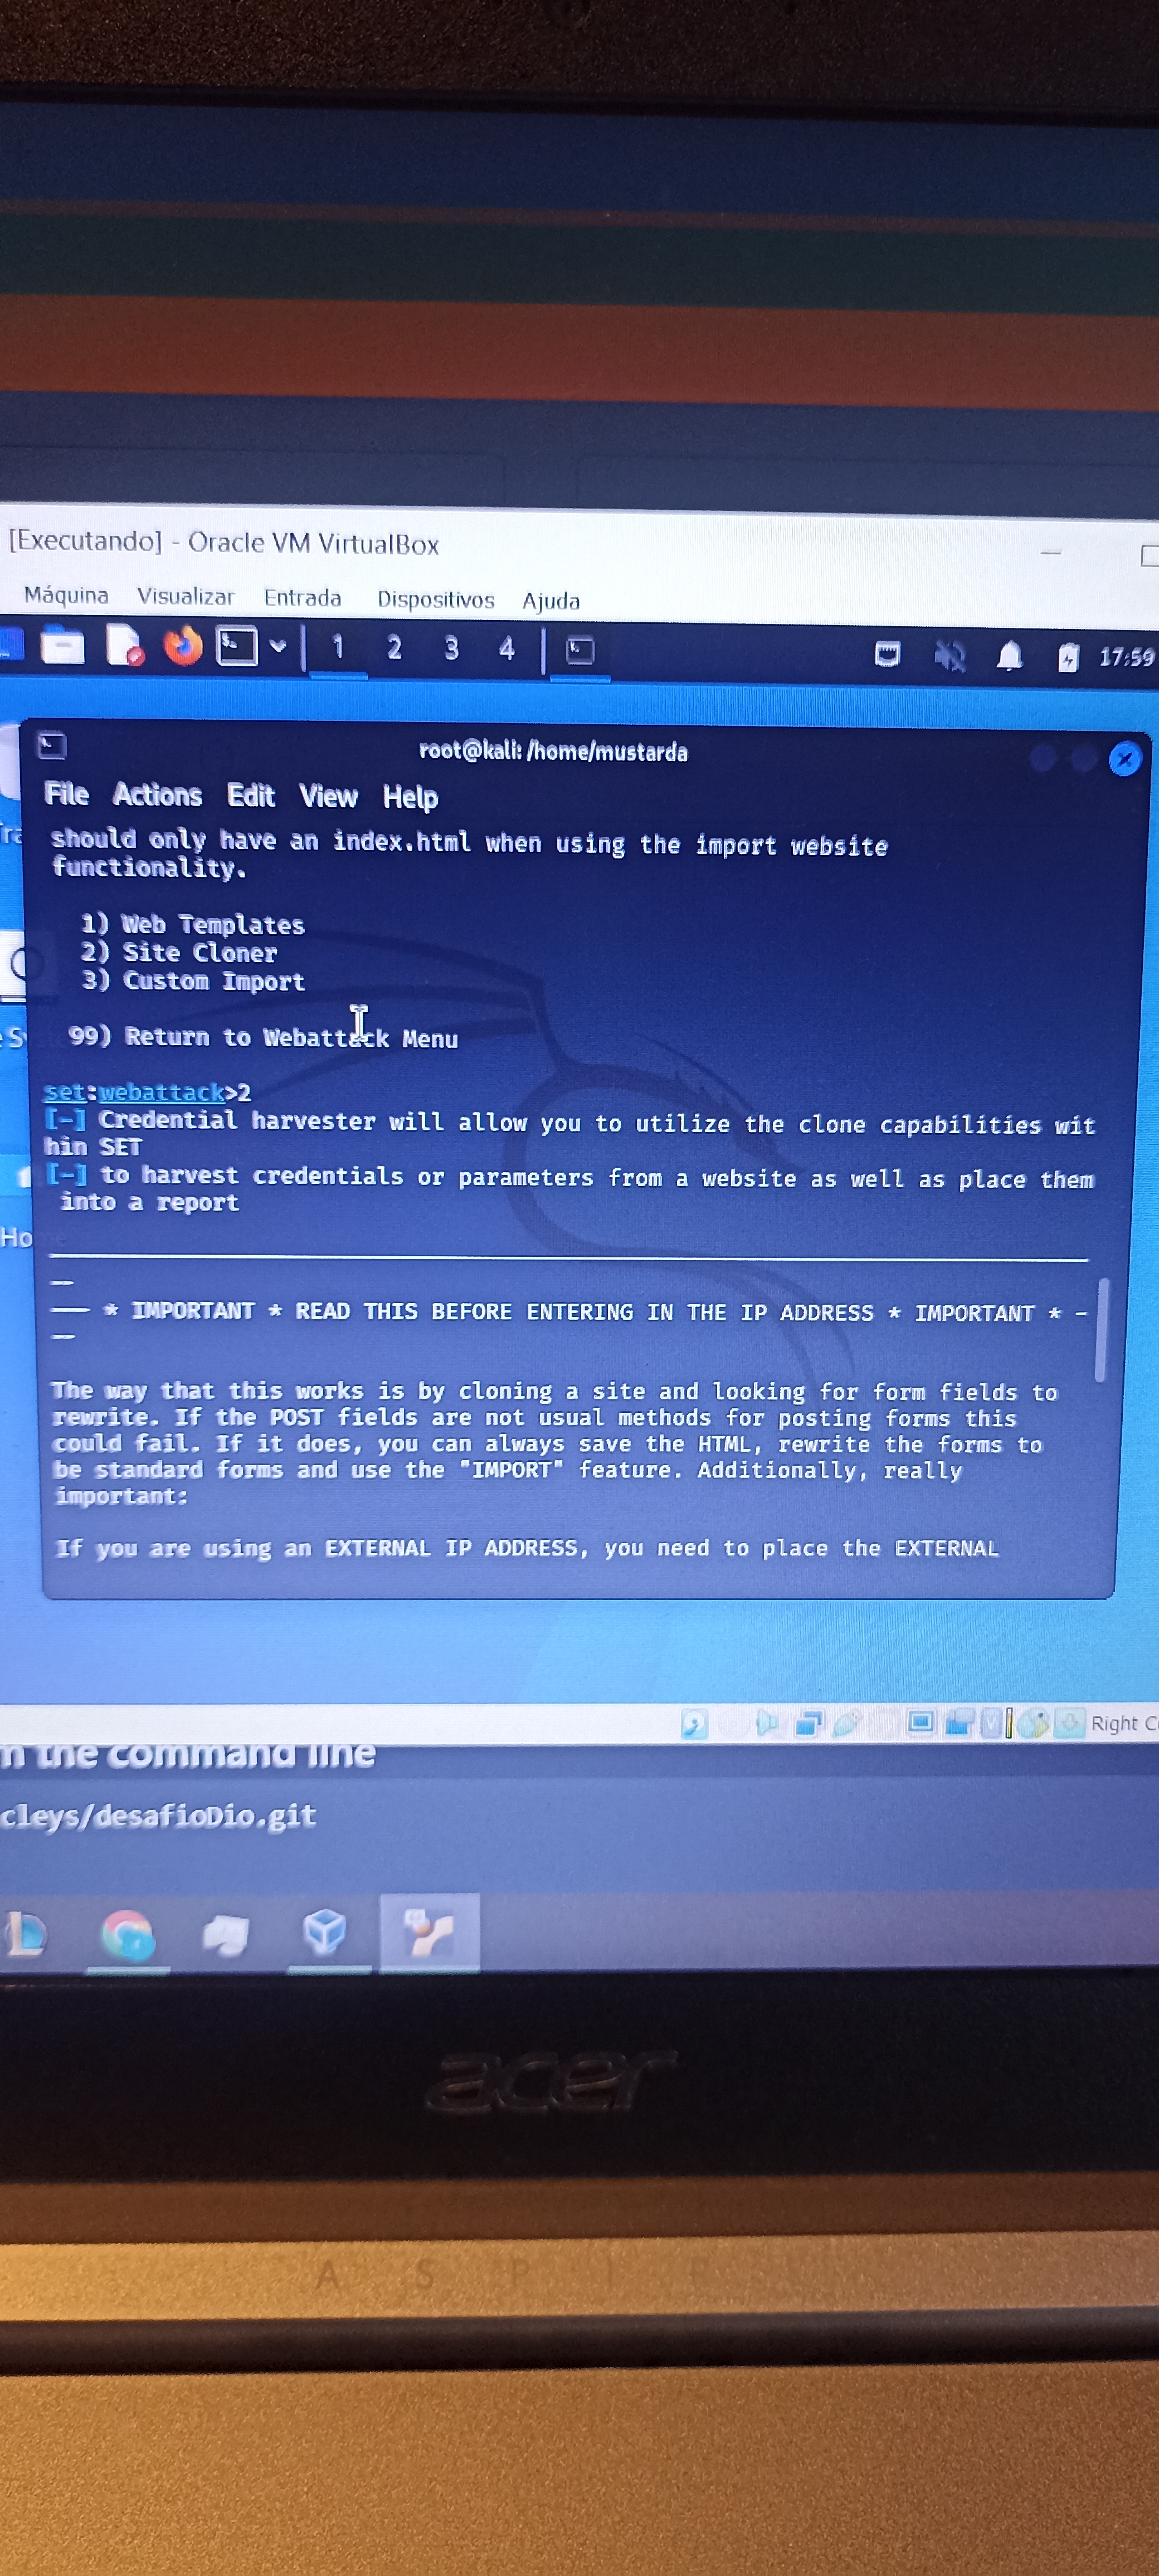 [Executando] - Oracle VM VirtualBox
Máquina Visualizar Entrada Dispositivos Ajuda
1 2 3 4 17:59
root@kali: /home/mustarda
File Actions Edit View Help
should only have an index.html when using the import website
functionality.
1) Web Templates
2) Site Cloner
3) Custom Import
99) Return to Webattack Menu
set:webattack>2
[-] Credential harvester will allow you to utilize the clone capabilities wit
hin SET
[-] to harvest credentials or parameters from a website as well as place them
into a report
--- * IMPORTANT * READ THIS BEFORE ENTERING IN THE IP ADDRESS * IMPORTANT * -
--
The way that this works is by cloning a site and looking for form fields to
rewrite. If the POST fields are not usual methods for posting forms this
could fail. If it does, you can always save the HTML, rewrite the forms to
be standard forms and use the "IMPORT" feature. Additionally, really
important:
If you are using an EXTERNAL IP ADDRESS, you need to place the EXTERNAL
Right C
m the command line
cleys/desafioDio.git
acer